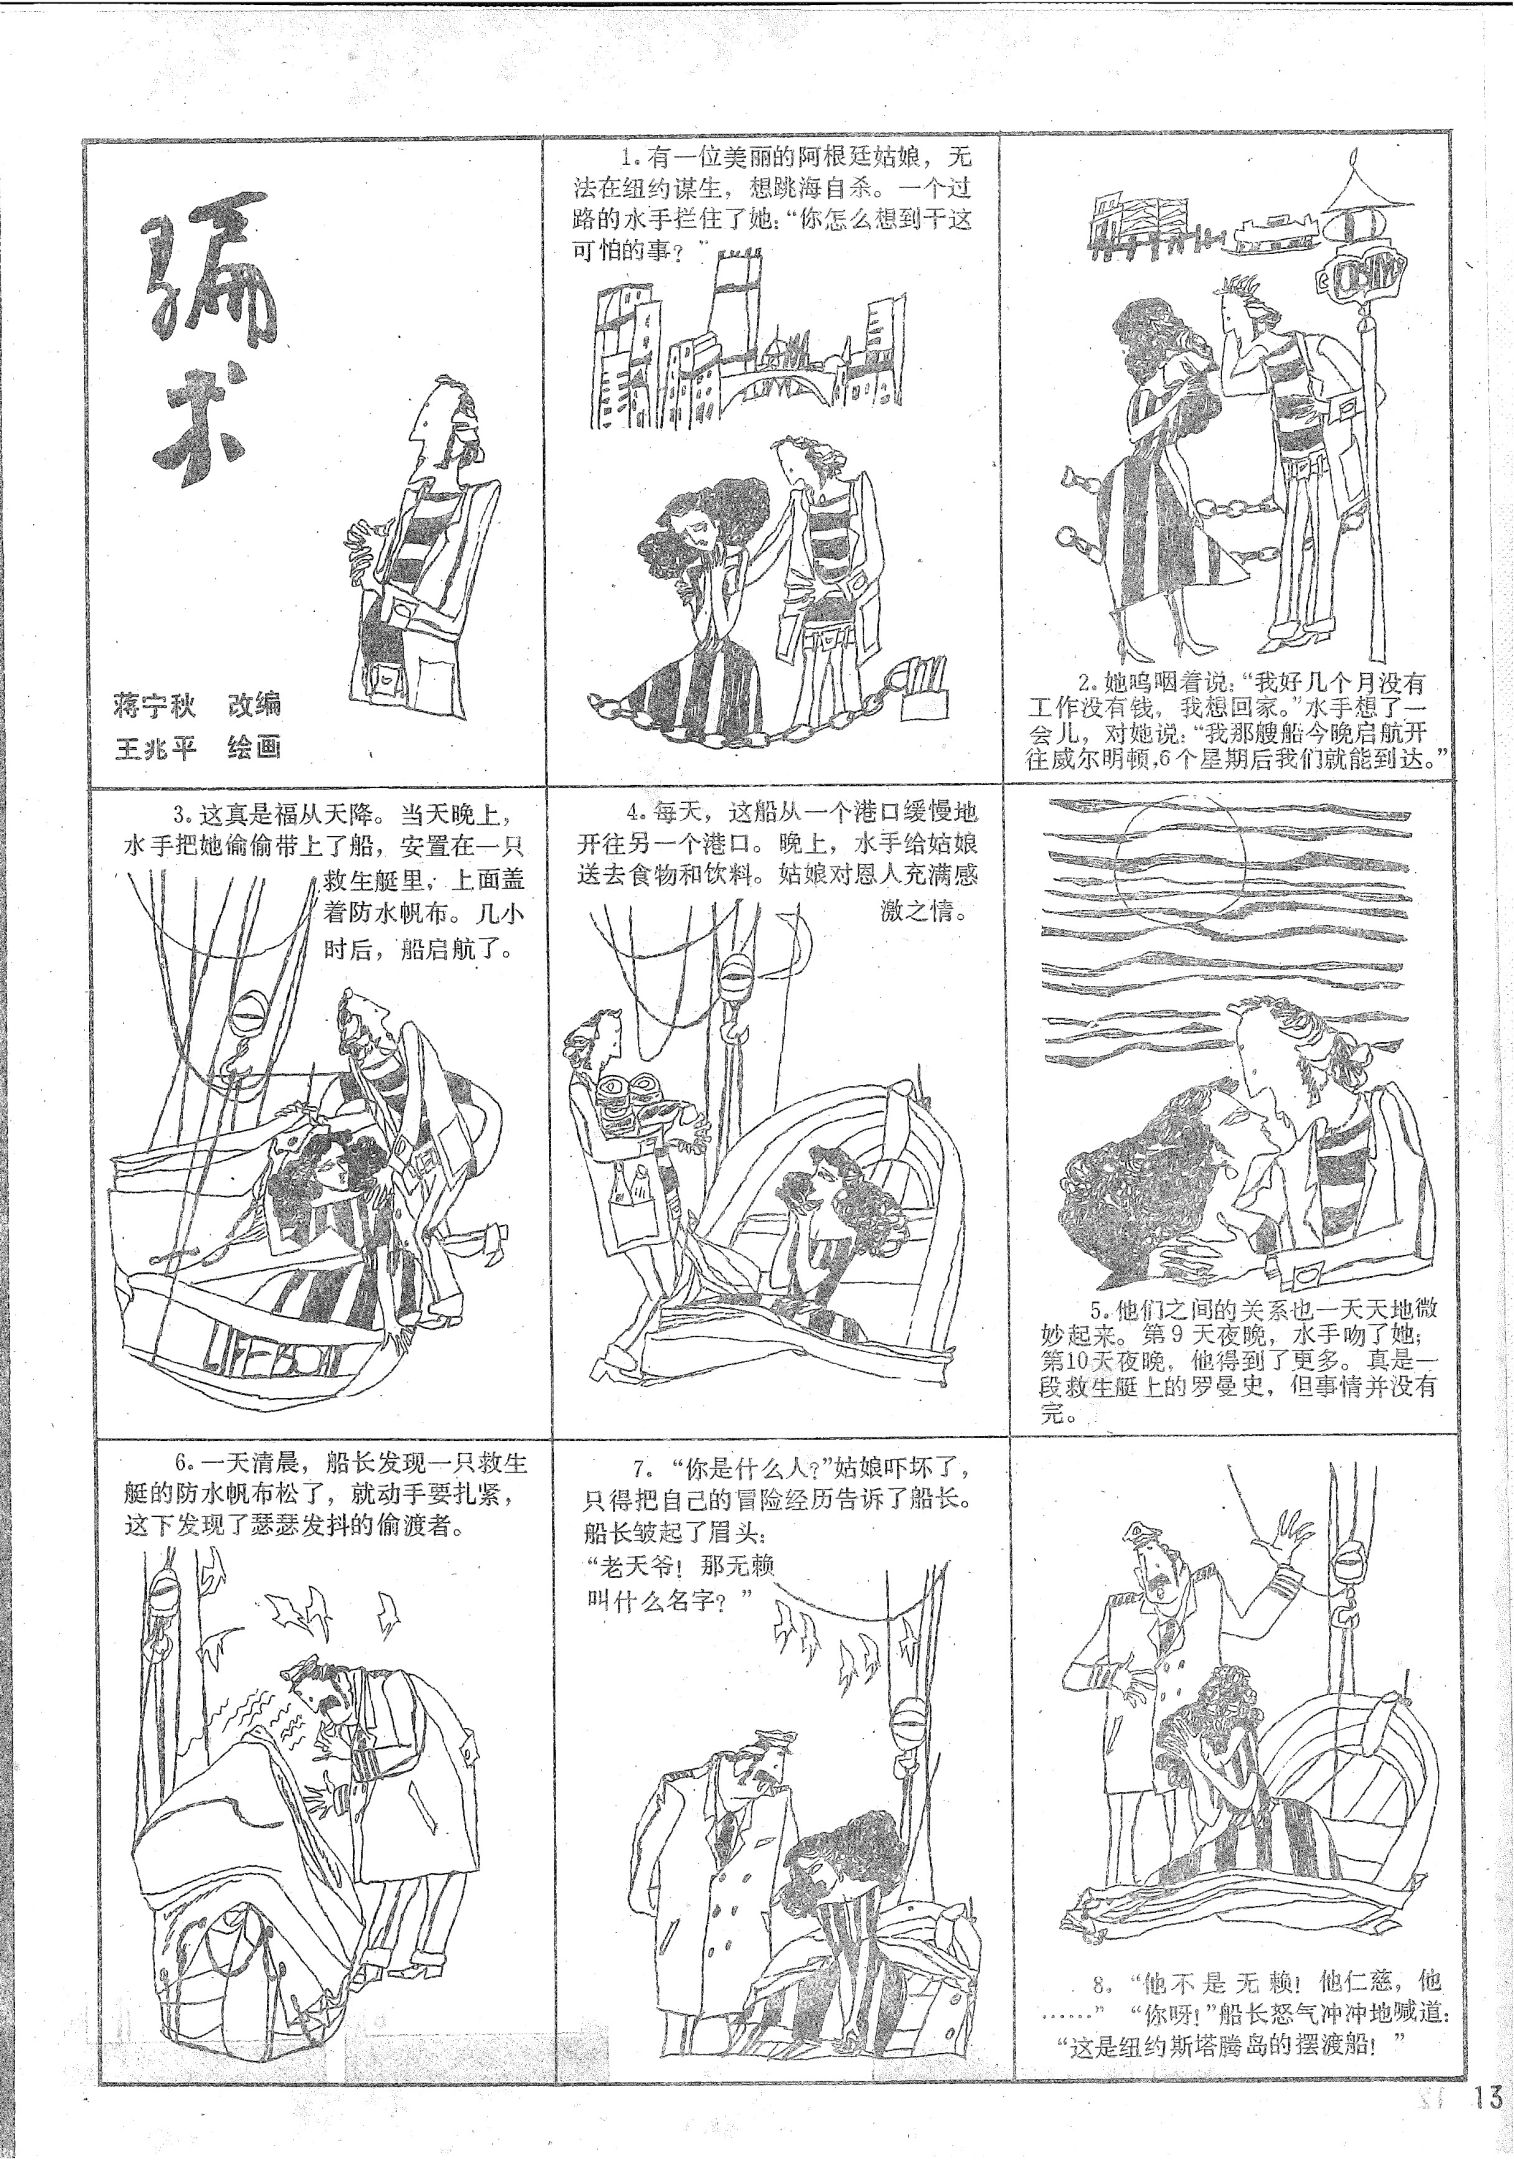 骗
术
蒋宁秋 改编
王兆平 绘画
1.有一位美丽的阿根廷姑娘，无
法在纽约谋生，想跳海自杀。一个过
路的水手拦住了她：“你怎么想到干这
可怕的事？”
2.她呜咽着说：“我好几个月没有
工作没有钱，我想回家。”水手想了一
会儿，对她说：“我那艘船今晚启航开
往威尔明顿，6个星期后我们就能到达。”
3.这真是福从天降。当天晚上，
水手把她偷偷带上了船，安置在一只
救生艇里，上面盖
着防水帆布。几小
时后，船启航了。
LIFEBOAT
4.每天，这船从一个港口缓慢地
开往另一个港口。晚上，水手给姑娘
送去食物和饮料。姑娘对恩人充满感
激之情。
5.他们之间的关系也一天天地微
妙起来。第9天夜晚，水手吻了她；
第10天夜晚，他得到了更多。真是一
段救生艇上的罗曼史，但事情并没有
完。
6.一天清晨，船长发现一只救生
艇的防水帆布松了，就动手要扎紧，
这下发现了瑟瑟发抖的偷渡者。
7.“你是什么人？”姑娘吓坏了，
只得把自己的冒险经历告诉了船长。
船长皱起了眉头：
“老天爷！那无赖
叫什么名字？”
8.“他不是无赖！他仁慈，他
……”“你呀！”船长怒气冲冲地喊道：
“这是纽约斯塔腾岛的摆渡船！”
13